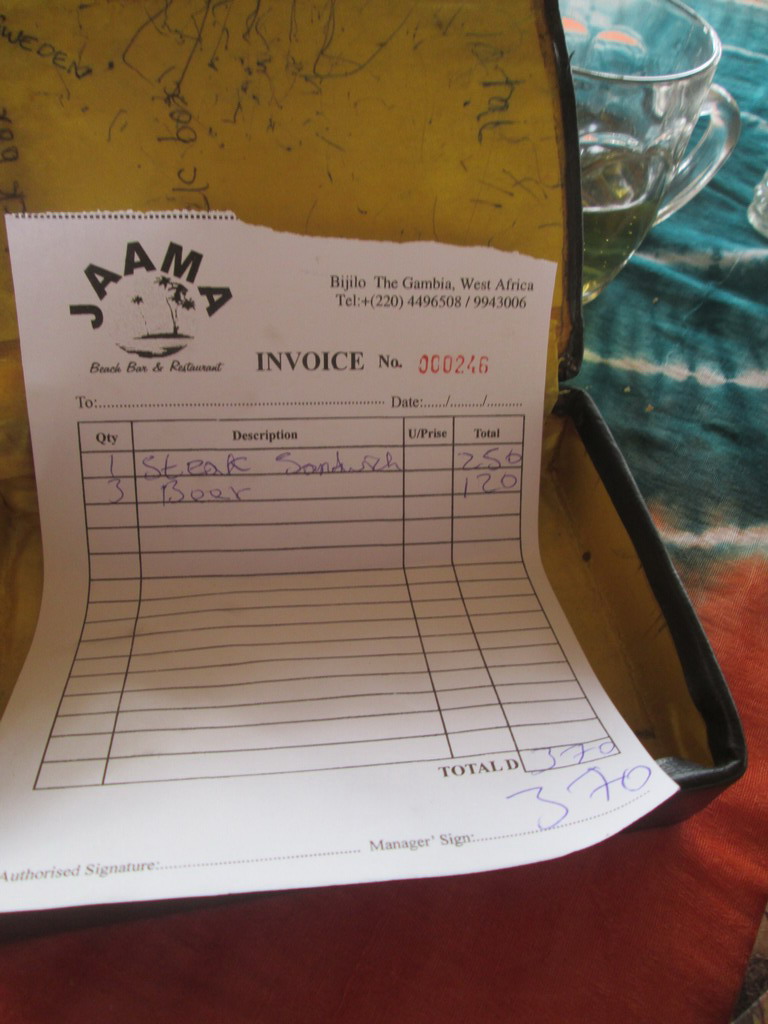 SWEDEN
JAAMA
Beach Bar & Restaurant
Bijilo The Gambia, West Africa
Tel:+(220) 4496508 / 9943006
INVOICE No. 000246
To:.................... Date:....../........./..........
Qty Description U/Prise Total
1 Steak Sandwich 250
3 Beer 120
TOTAL D 370
370
Authorised Signature:.................... Manager' Sign:....................